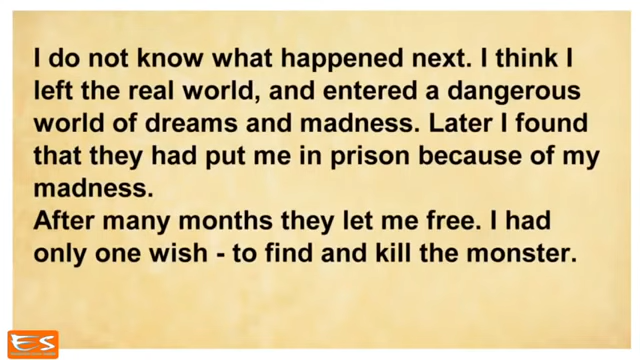 I do not know what happened next. I think I
left the real world, and entered a dangerous
world of dreams and madness. Later I found
that they had put me in prison because of my
madness.
After many months they let me free. I had
only one wish - to find and kill the monster.
ES